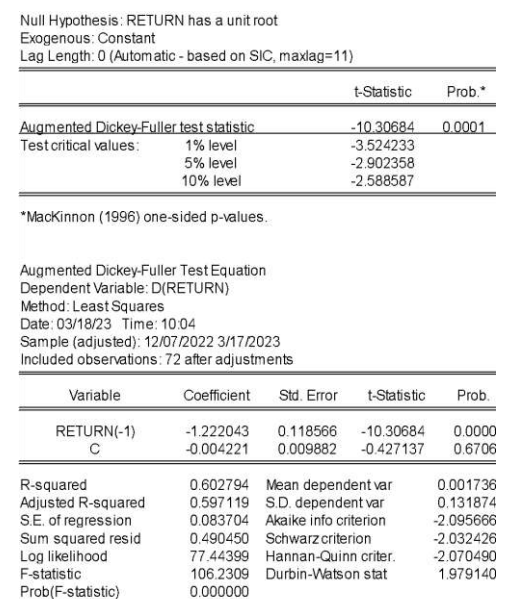 Null Hypothesis: RETURN has a unit root
Exogenous: Constant
Lag Length: 0 (Automatic - based on SIC, maxlag=11)
t-Statistic Prob.*
Augmented Dickey-Fuller test statistic -10.30684 0.0001
Test critical values: 1% level -3.524233
5% level -2.902358
10% level -2.588587
*MacKinnon (1996) one-sided p-values.
Augmented Dickey-Fuller Test Equation
Dependent Variable: D(RETURN)
Method: Least Squares
Date: 03/18/23 Time: 10:04
Sample (adjusted): 12/07/2022 3/17/2023
Included observations: 72 after adjustments
Variable Coefficient Std. Error t-Statistic Prob.
RETURN(-1) -1.222043 0.118566 -10.30684 0.0000
C -0.004221 0.009882 -0.427137 0.6706
R-squared 0.602794 Mean dependent var 0.001736
Adjusted R-squared 0.597119 S.D. dependent var 0.131874
S.E. of regression 0.083704 Akaike info criterion -2.095666
Sum squared resid 0.490450 Schwarz criterion -2.032426
Log likelihood 77.44399 Hannan-Quinn criter. -2.070490
F-statistic 106.2309 Durbin-Watson stat 1.979140
Prob(F-statistic) 0.000000